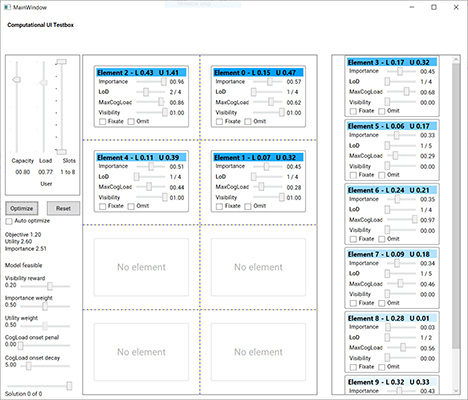 MainWindow
Computational UI Testbox
Capacity Load Slots
00.80 00.77 1 to 8
User
Optimize Reset
Auto optimize
Objective 1.20
Utility 2.60
Importance 2.51
Model feasible
Visibility reward
0.20
Importance weight
0.50
Utility weight
0.50
CogLoad onset penal
0.00
CogLoad onset decay
5.00
Solution 0 of 0
Element 2 - L 0.43 U 1.41
Importance 00.96
LoD 2 / 4
MaxCogLoad 00.86
Visibility 01.00
Fixate Omit
Element 0 - L 0.15 U 0.47
Importance 00.57
LoD 1 / 4
MaxCogLoad 00.62
Visibility 01.00
Fixate Omit
Element 4 - L 0.11 U 0.39
Importance 00.51
LoD 1 / 4
MaxCogLoad 00.44
Visibility 01.00
Fixate Omit
Element 1 - L 0.07 U 0.32
Importance 00.45
LoD 1 / 4
MaxCogLoad 00.28
Visibility 01.00
Fixate Omit
No element
No element
No element
No element
Element 3 - L 0.17 U 0.32
Importance 00.45
LoD 1 / 4
MaxCogLoad 00.68
Visibility 00.00
Fixate Omit
Element 5 - L 0.06 U 0.17
Importance 00.33
LoD 1 / 5
MaxCogLoad 00.29
Visibility 00.00
Fixate Omit
Element 6 - L 0.24 U 0.21
Importance 00.35
LoD 1 / 4
MaxCogLoad 00.97
Visibility 00.00
Fixate Omit
Element 7 - L 0.09 U 0.18
Importance 00.34
LoD 1 / 5
MaxCogLoad 00.46
Visibility 00.00
Fixate Omit
Element 8 - L 0.28 U 0.01
Importance 00.03
LoD 1 / 2
MaxCogLoad 00.56
Visibility 00.00
Fixate Omit
Element 9 - L 0.32 U 0.33
Importance 00.43